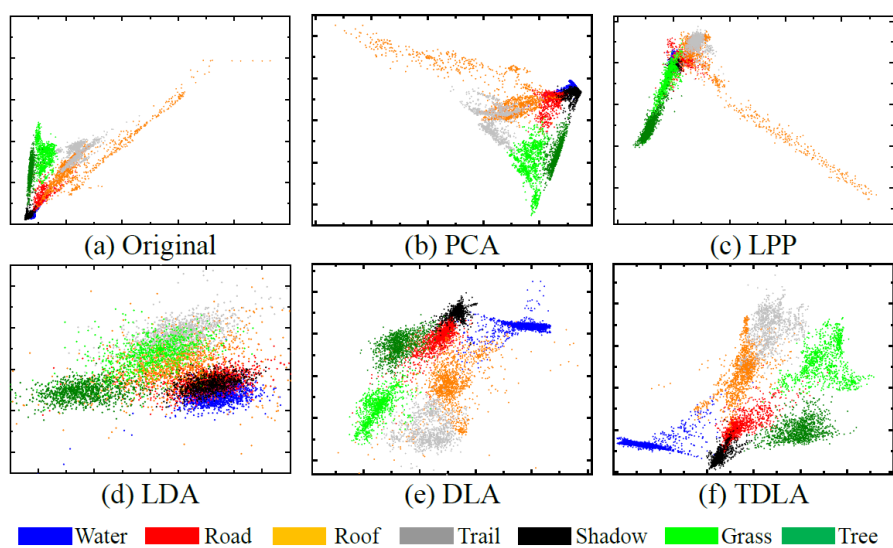 (a) Original
(b) PCA
(c) LPP
(d) LDA
(e) DLA
(f) TDLA
Water Road Roof Trail Shadow Grass Tree